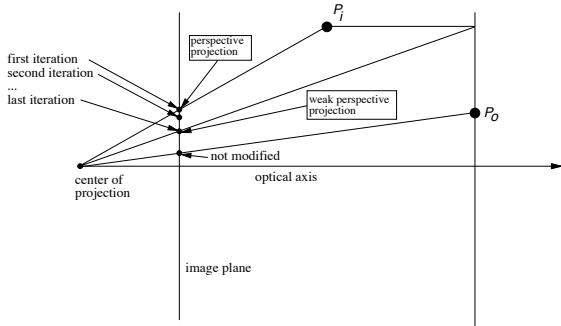 P_i
perspective
projection
first iteration
second iteration
...
last iteration
weak perspective
projection
P_o
not modified
center of
projection
optical axis
image plane